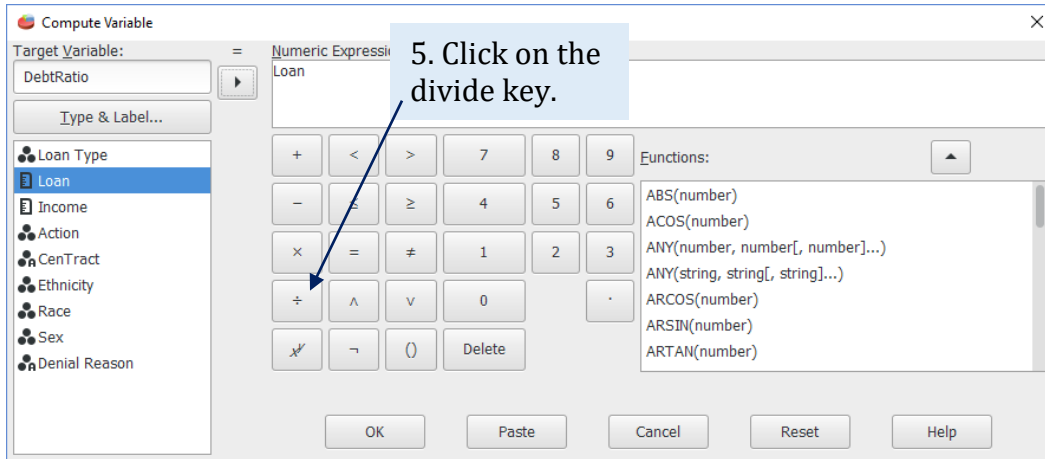 Compute Variable
Target Variable:
=
Numeric Expressi
5. Click on the
divide key.
DebtRatio
Loan
Type & Label...
Loan Type
Loan
Income
Action
CenTract
Ethnicity
Race
Sex
Denial Reason
+ < > 7 8 9
− ≤ ≥ 4 5 6
× = ≠ 1 2 3
÷ ∧ ∨ 0 .
xʸ ¬ () Delete
Functions:
ABS(number)
ACOS(number)
ANY(number, number[, number]...)
ANY(string, string[, string]...)
ARCOS(number)
ARSIN(number)
ARTAN(number)
OK Paste Cancel Reset Help